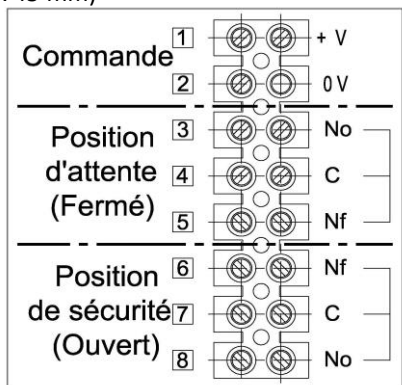 45 mm)
Commande
1 + V
2 0 V
Position
d'attente
(Fermé)
3 No
4 C
5 Nf
Position
de sécurité
(Ouvert)
6 Nf
7 C
8 No